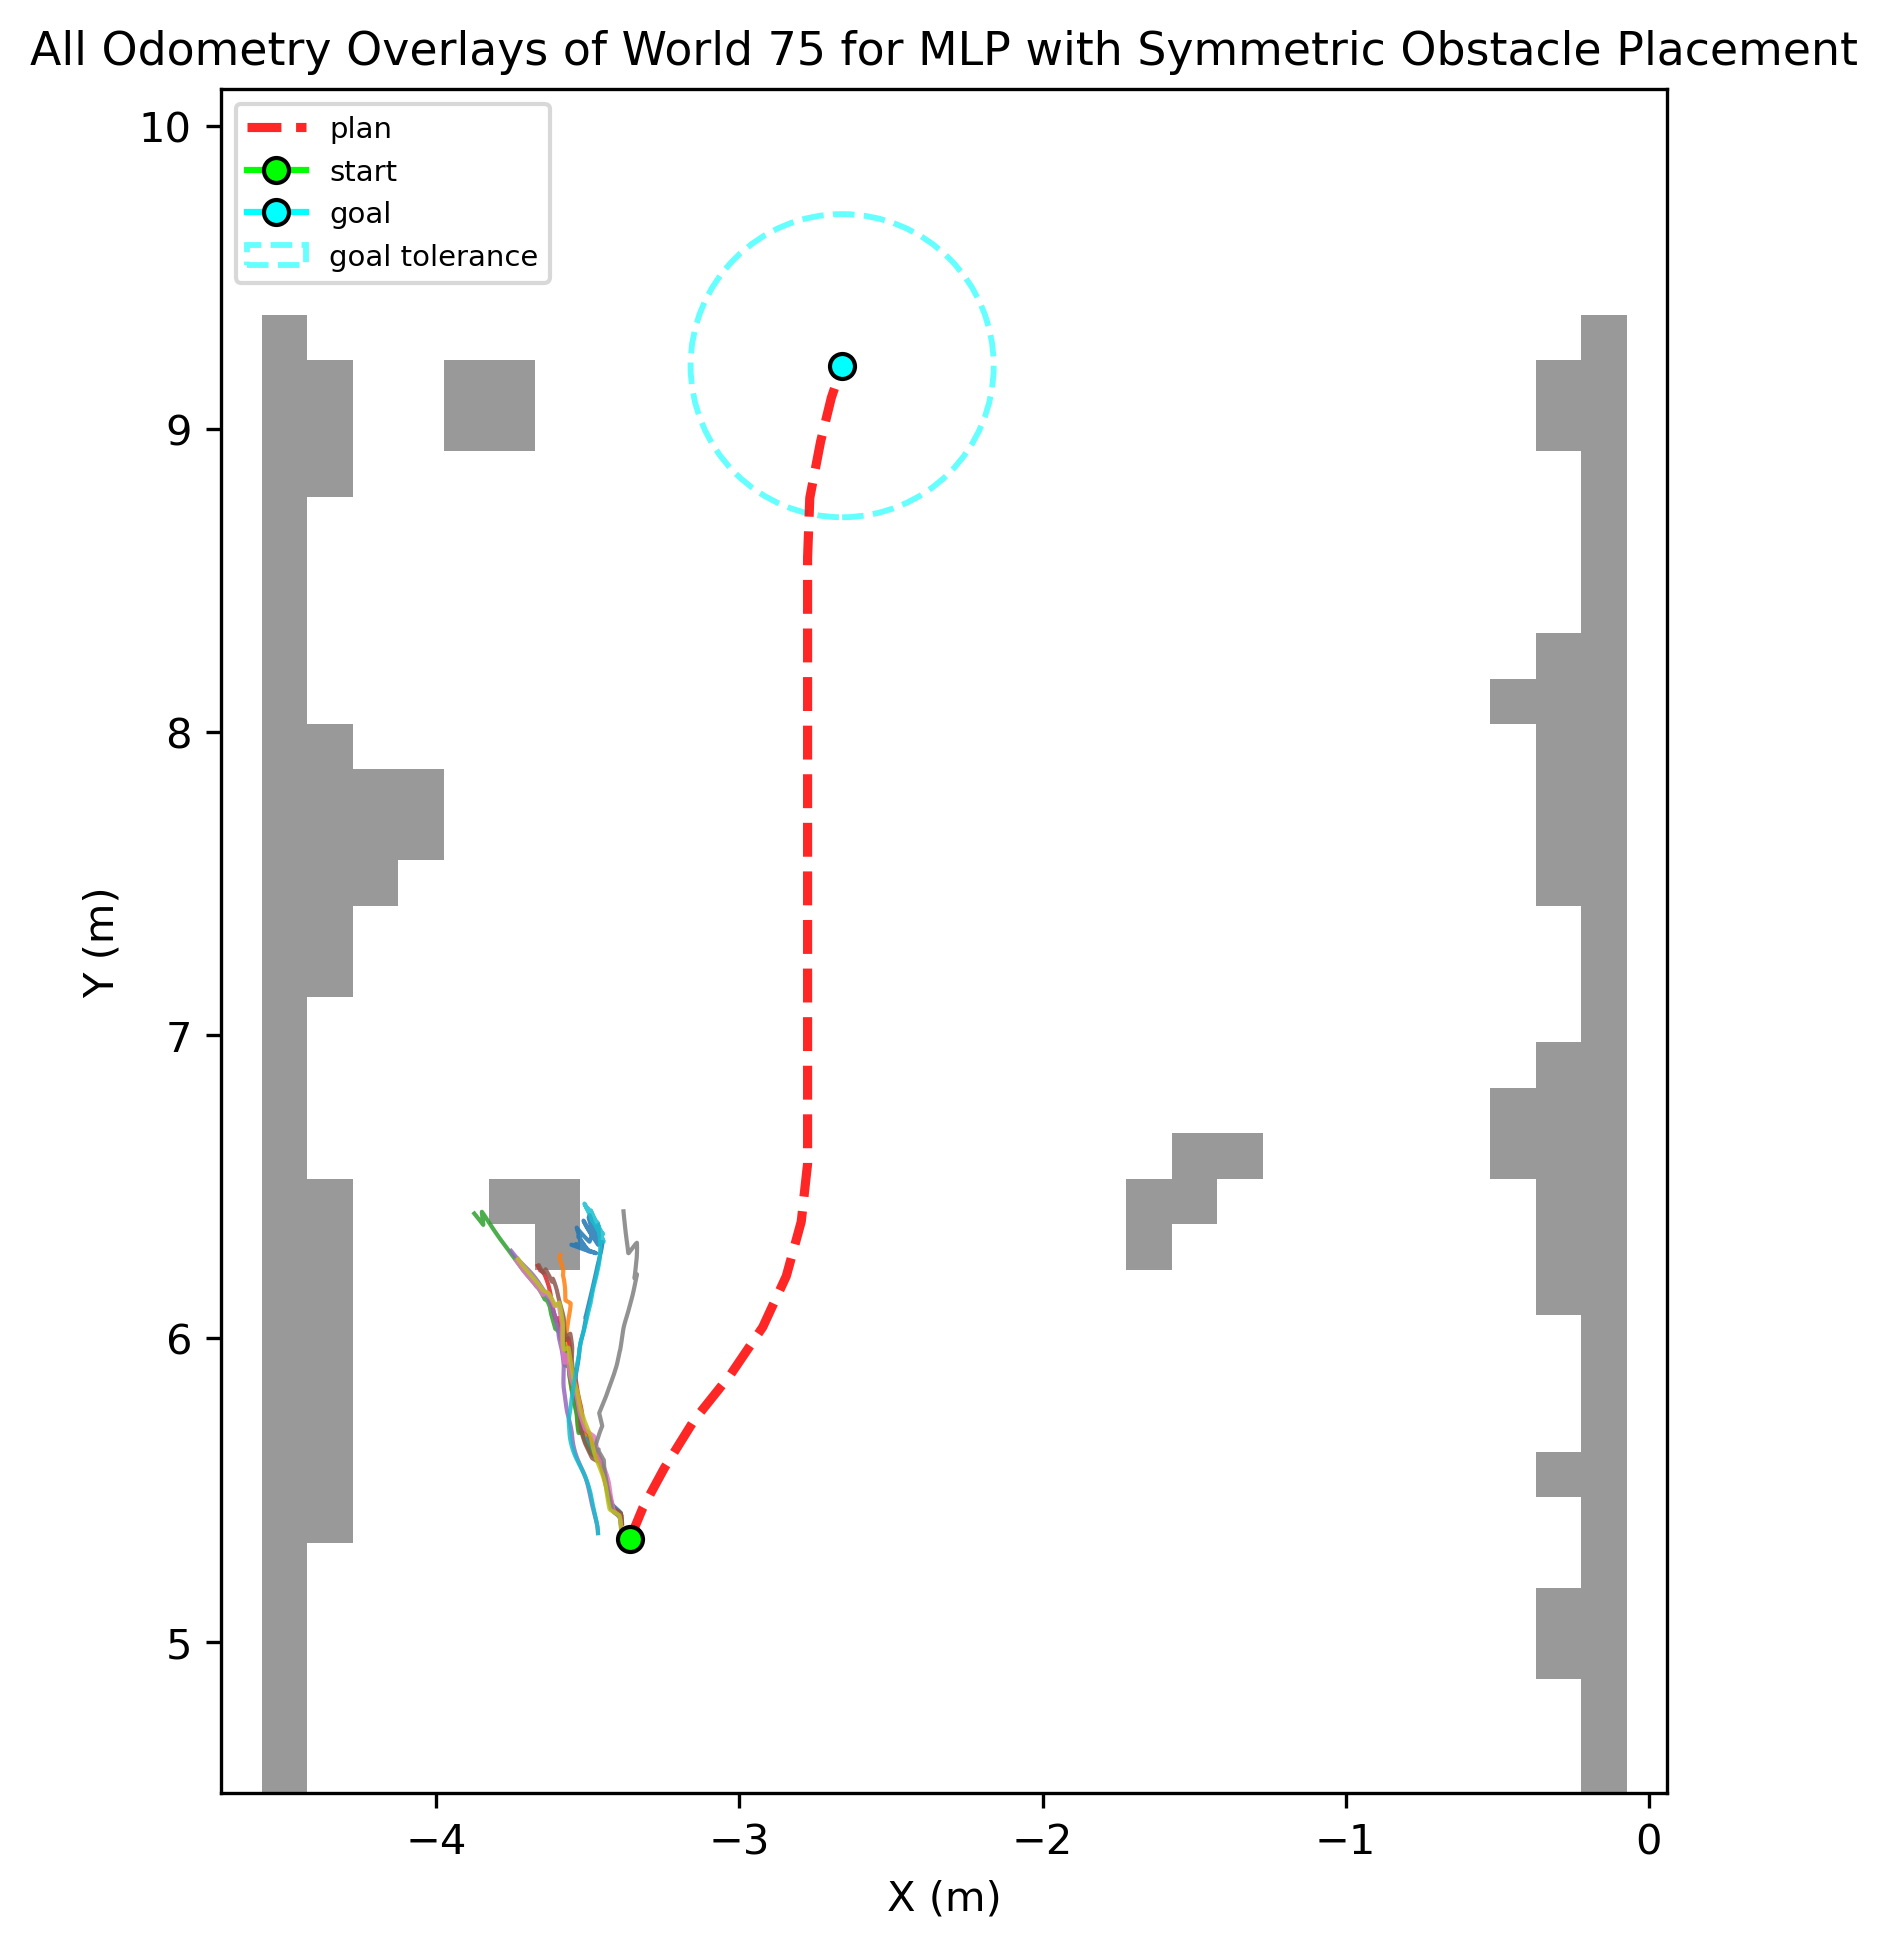 All Odometry Overlays of World 75 for MLP with Symmetric Obstacle Placement
plan
start
goal
goal tolerance
10
9
8
7
6
5
Y (m)
−4
−3
−2
−1
0
X (m)